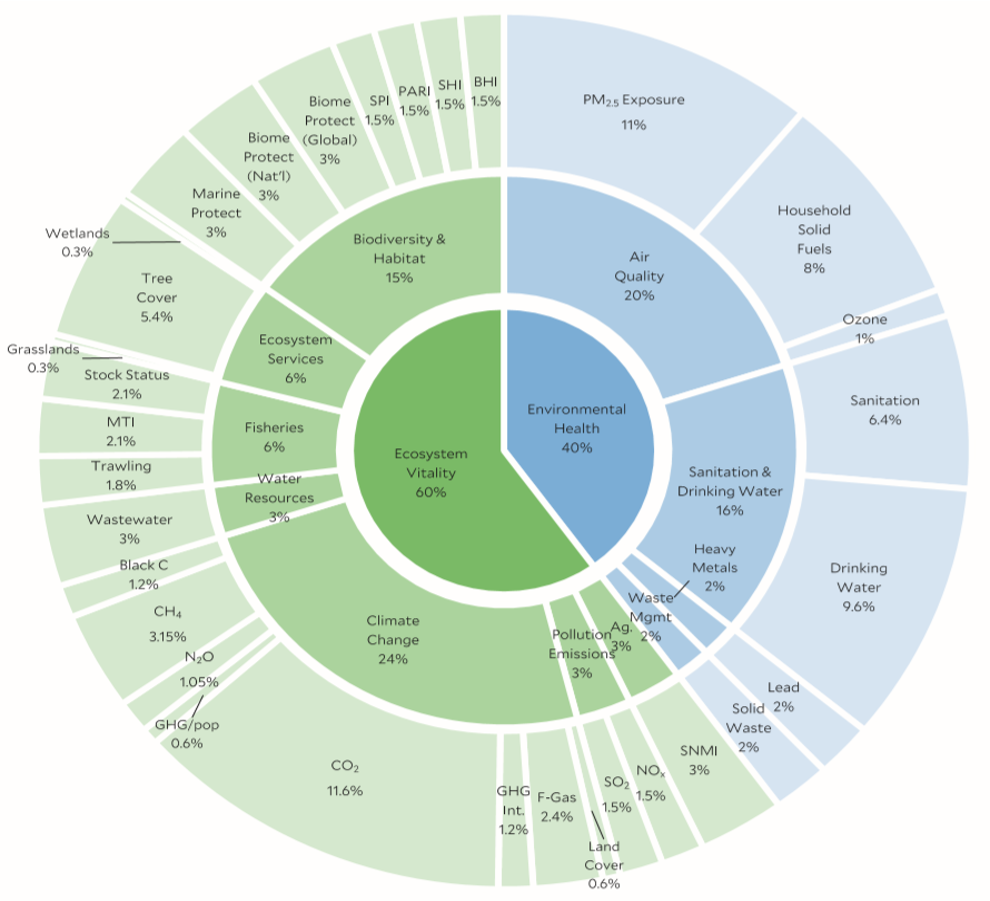 Environmental
Health
40%
Ecosystem
Vitality
60%
Air
Quality
20%
Sanitation &
Drinking Water
16%
Heavy
Metals
2%
Waste
Mgmt
2%
Ag.
3%
Pollution
Emissions
3%
Climate
Change
24%
Water
Resources
3%
Fisheries
6%
Ecosystem
Services
6%
Biodiversity &
Habitat
15%
PM₂.₅ Exposure
11%
Household
Solid
Fuels
8%
Ozone
1%
Sanitation
6.4%
Drinking
Water
9.6%
Lead
2%
Solid
Waste
2%
SNMI
3%
NOₓ
1.5%
SO₂
1.5%
Land
Cover
0.6%
F-Gas
2.4%
GHG
Int.
1.2%
CO₂
11.6%
GHG/pop
0.6%
N₂O
1.05%
CH₄
3.15%
Black C
1.2%
Wastewater
3%
Trawling
1.8%
MTI
2.1%
Stock Status
2.1%
Grasslands
0.3%
Tree
Cover
5.4%
Wetlands
0.3%
Marine
Protect
3%
Biome
Protect
(Nat'l)
3%
Biome
Protect
(Global)
3%
SPI
1.5%
PARI
1.5%
SHI
1.5%
BHI
1.5%